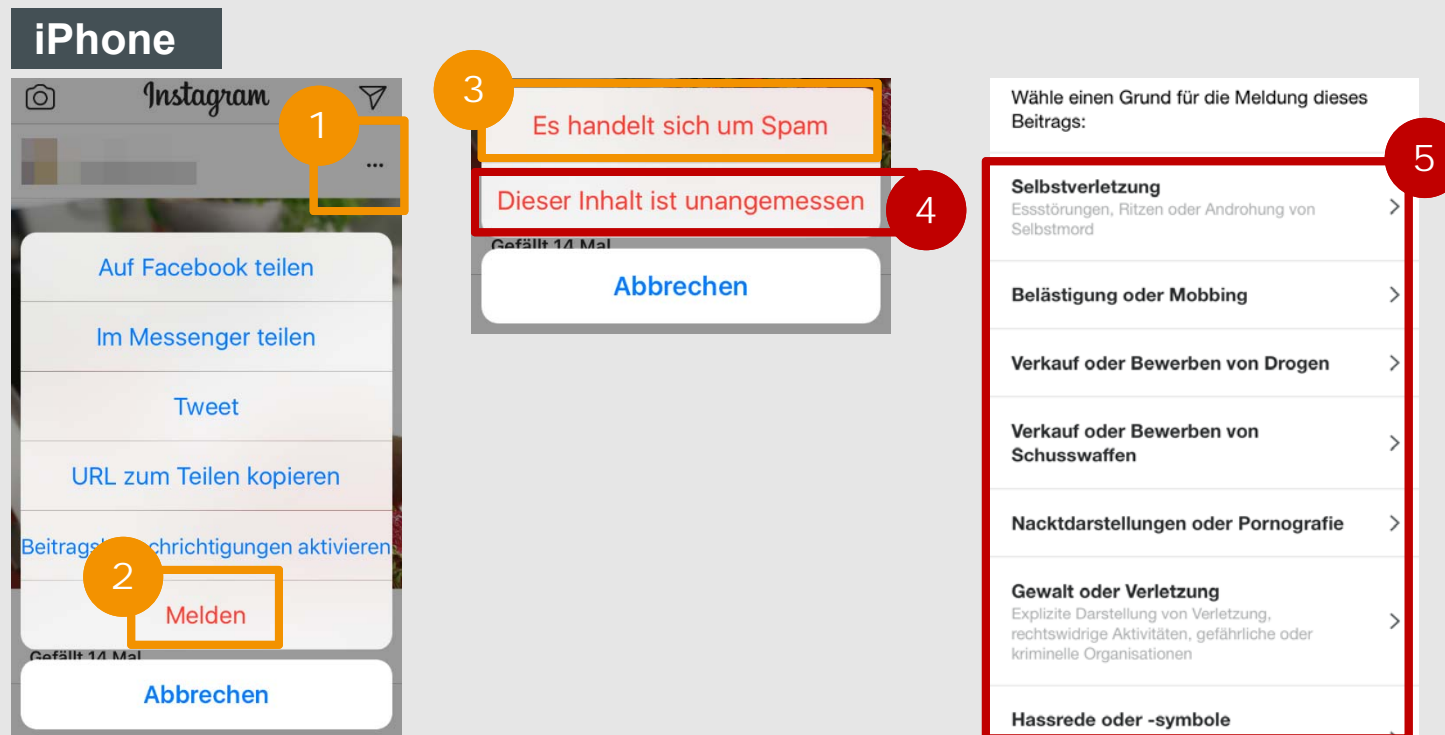 iPhone
Instagram
1
...
Auf Facebook teilen
Im Messenger teilen
Tweet
URL zum Teilen kopieren
chrichtigungen aktivieren
2
Melden
Gefällt 14 Mal
Abbrechen
3
Es handelt sich um Spam
Dieser Inhalt ist unangemessen
4
Gefällt 14 Mal
Abbrechen
Wähle einen Grund für die Meldung dieses
Beitrags:
5
Selbstverletzung
Essstörungen, Ritzen oder Androhung von
Selbstmord
Belästigung oder Mobbing
Verkauf oder Bewerben von Drogen
Verkauf oder Bewerben von
Schusswaffen
Nacktdarstellungen oder Pornografie
Gewalt oder Verletzung
Explizite Darstellung von Verletzung,
rechtswidrige Aktivitäten, gefährliche oder
kriminelle Organisationen
Hassrede oder -symbole